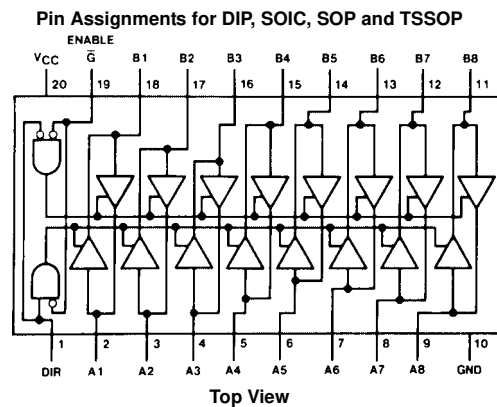 Pin Assignments for DIP, SOIC, SOP and TSSOP
ENABLE
VCC G̅ B1 B2 B3 B4 B5 B6 B7 B8
20 19 18 17 16 15 14 13 12 11
1 2 3 4 5 6 7 8 9 10
DIR A1 A2 A3 A4 A5 A6 A7 A8 GND
Top View